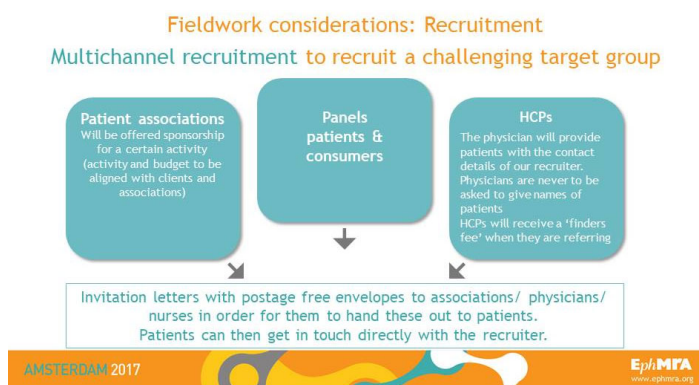 Fieldwork considerations: Recruitment
Multichannel recruitment to recruit a challenging target group
Patient associations
Will be offered sponsorship
for a certain activity
(activity and budget to be
aligned with clients and
associations)
Panels
patients &
consumers
HCPs
The physician will provide
patients with the contact
details of our recruiter.
Physicians are never to be
asked to give names of
patients
HCPs will receive a ‘finders
fee’ when they are referring
Invitation letters with postage free envelopes to associations/ physicians/
nurses in order for them to hand these out to patients.
Patients can then get in touch directly with the recruiter.
AMSTERDAM 2017
EphMRA
www.ephmra.org